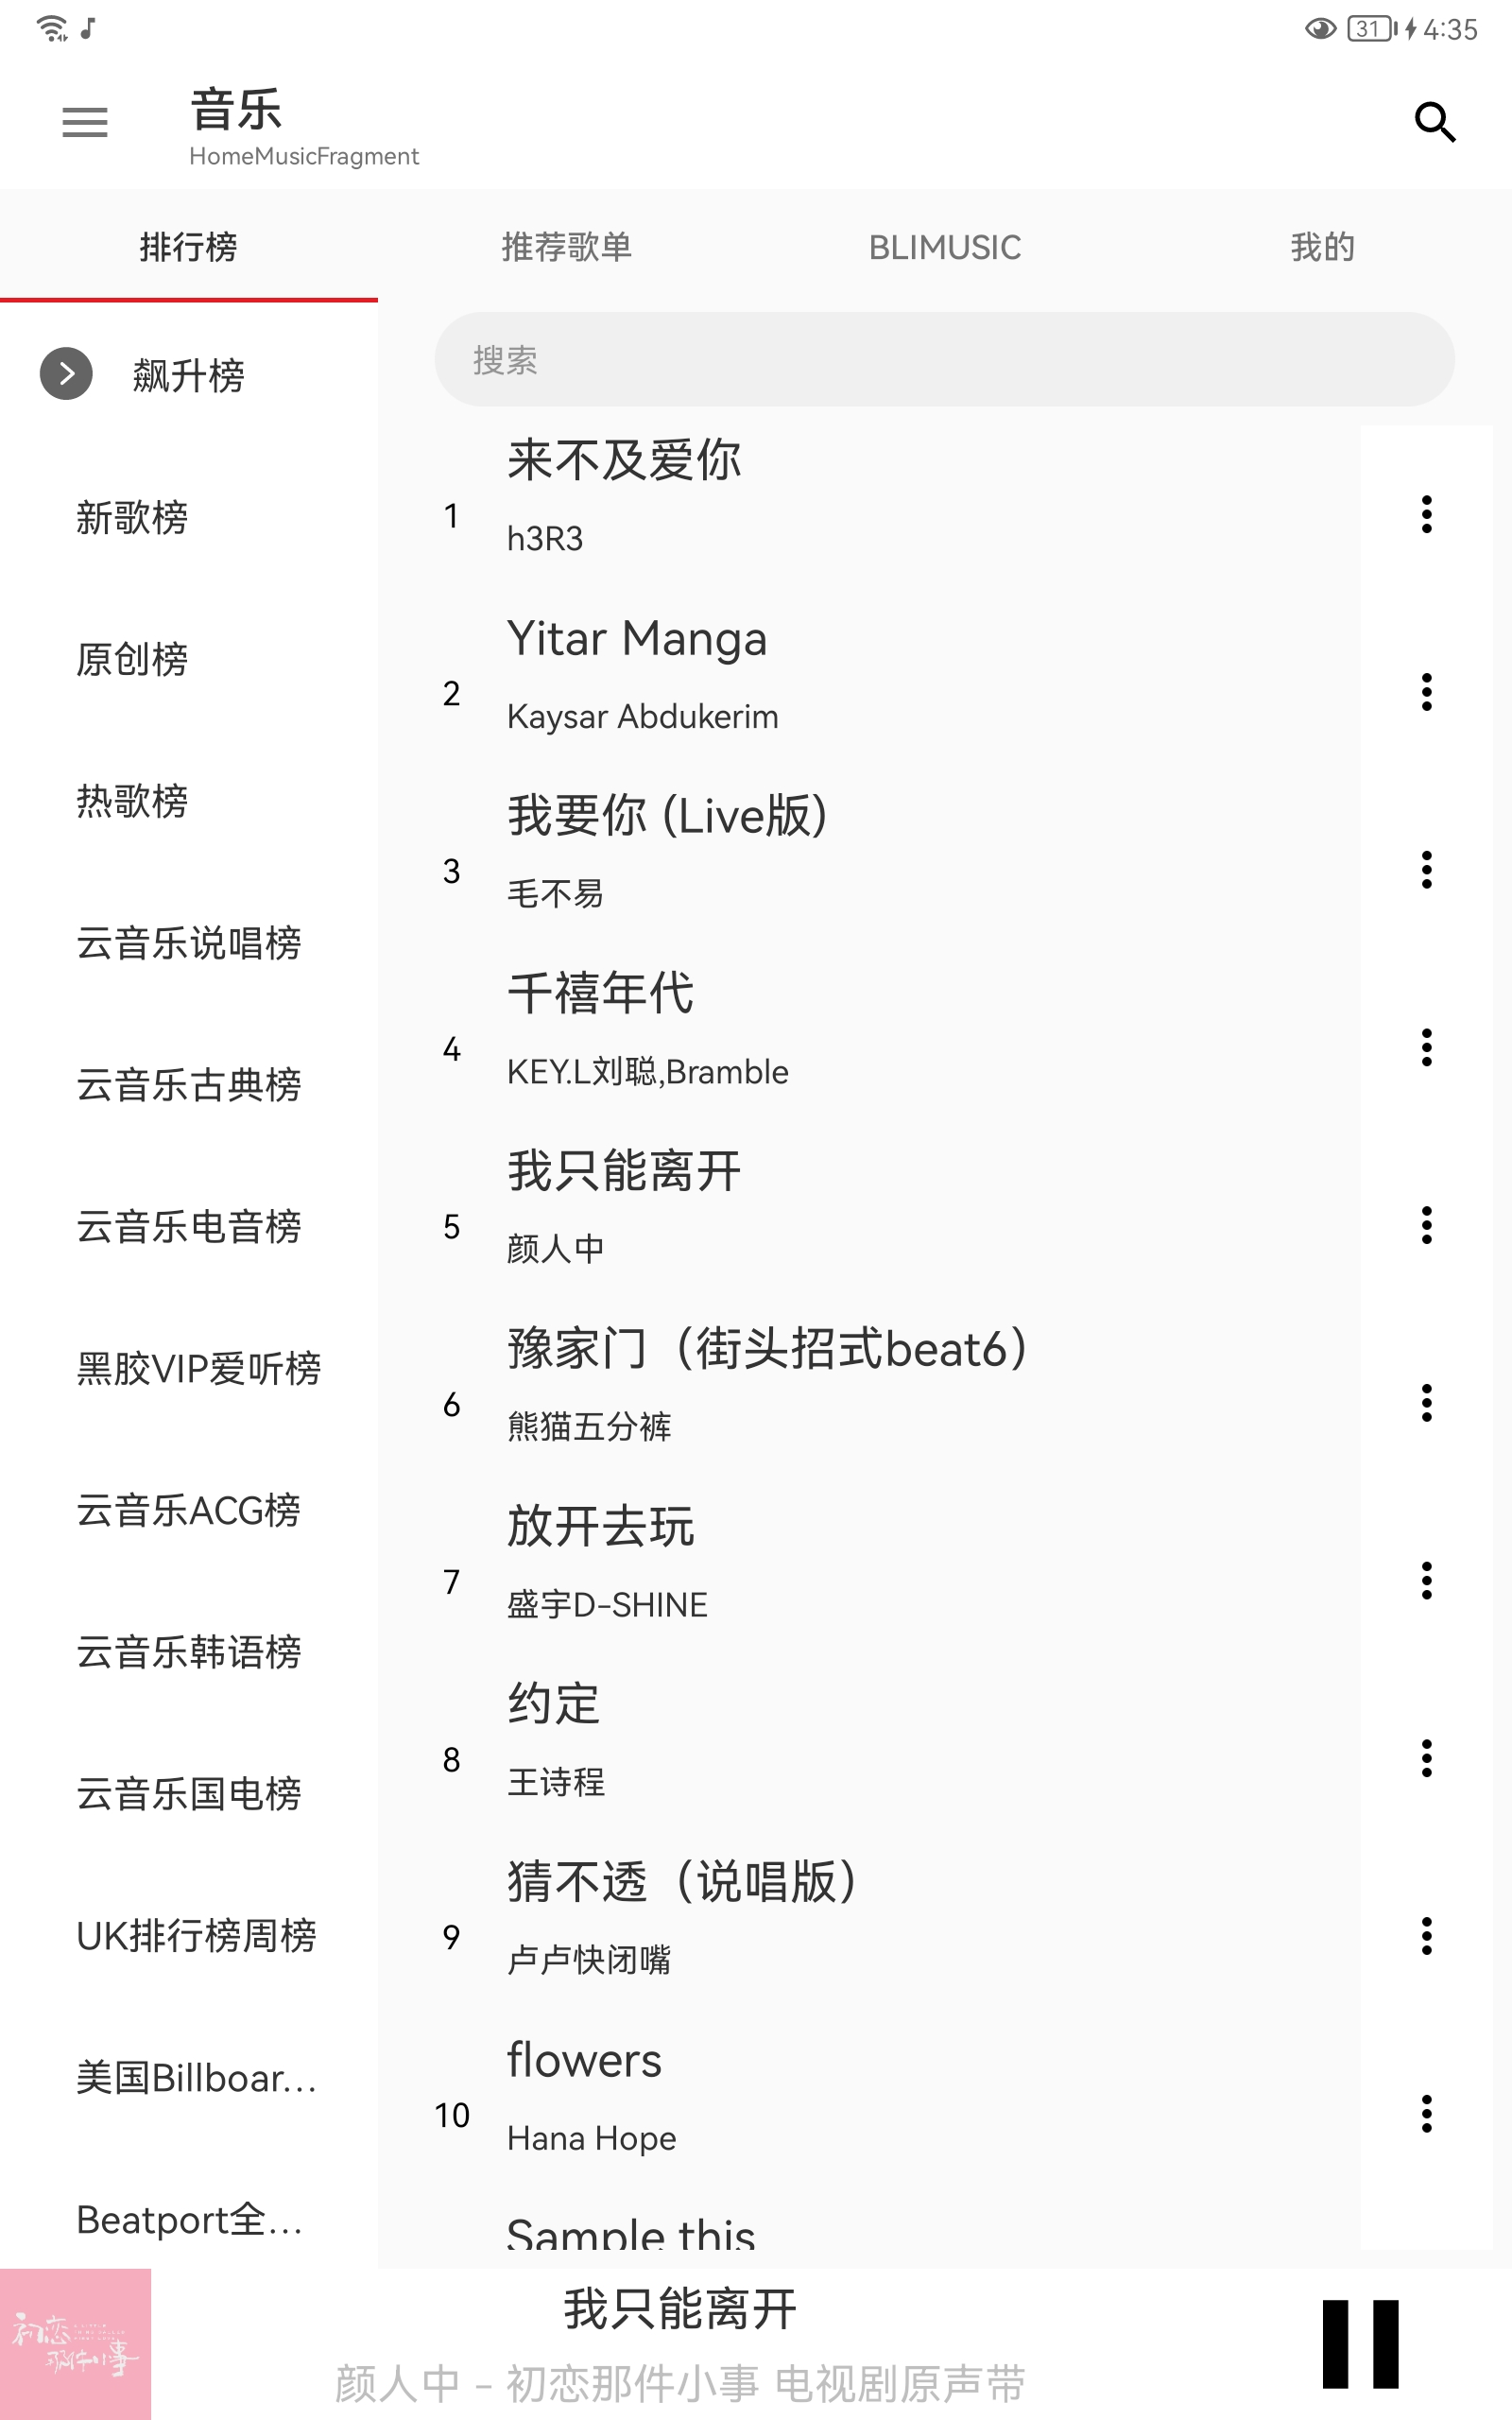 31
4:35
音乐
HomeMusicFragment
排行榜
推荐歌单
BLIMUSIC
我的
飙升榜
新歌榜
原创榜
热歌榜
云音乐说唱榜
云音乐古典榜
云音乐电音榜
黑胶VIP爱听榜
云音乐ACG榜
云音乐韩语榜
云音乐国电榜
UK排行榜周榜
美国Billboar...
Beatport全...
搜索
1
来不及爱你
h3R3
2
Yitar Manga
Kaysar Abdukerim
3
我要你 (Live版)
毛不易
4
千禧年代
KEY.L刘聪,Bramble
5
我只能离开
颜人中
6
豫家门（街头招式beat6）
熊猫五分裤
7
放开去玩
盛宇D-SHINE
8
约定
王诗程
9
猜不透（说唱版）
卢卢快闭嘴
10
flowers
Hana Hope
Sample this
初恋
那件小事
我只能离开
颜人中 - 初恋那件小事 电视剧原声带